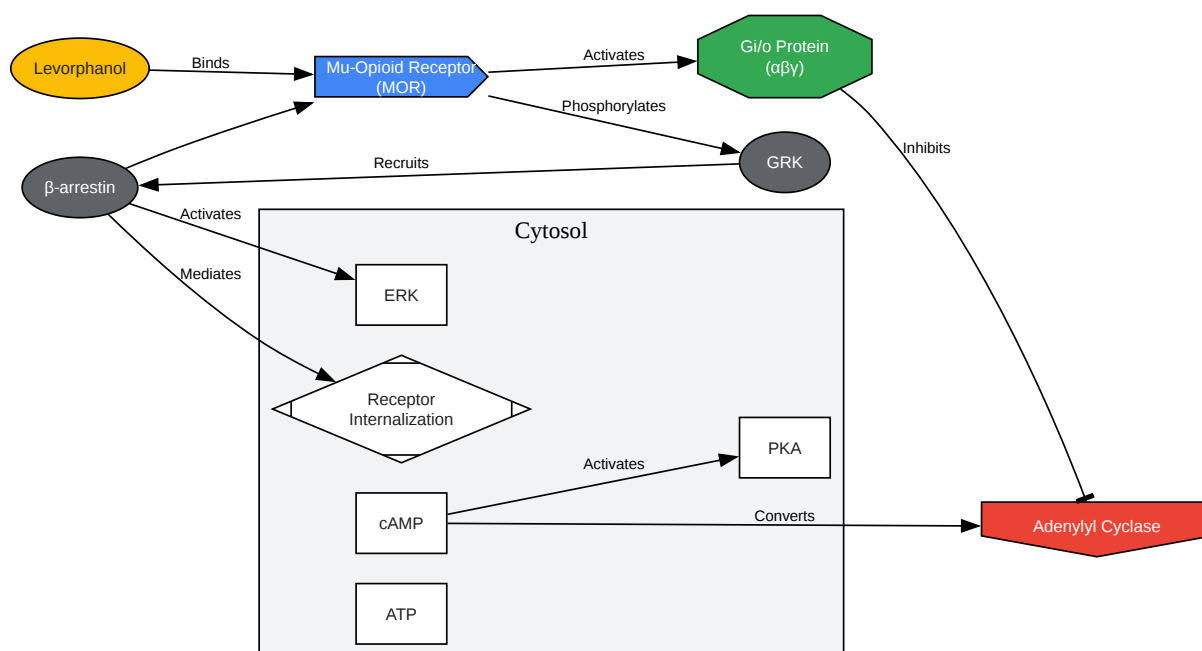 Levorphanol
Binds
Mu-Opioid Receptor
(MOR)
Activates
Gi/o Protein
(αβγ)
Phosphorylates
GRK
Inhibits
Recruits
β-arrestin
Activates
Mediates
Cytosol
ERK
Receptor
Internalization
PKA
Activates
cAMP
Converts
Adenylyl Cyclase
ATP